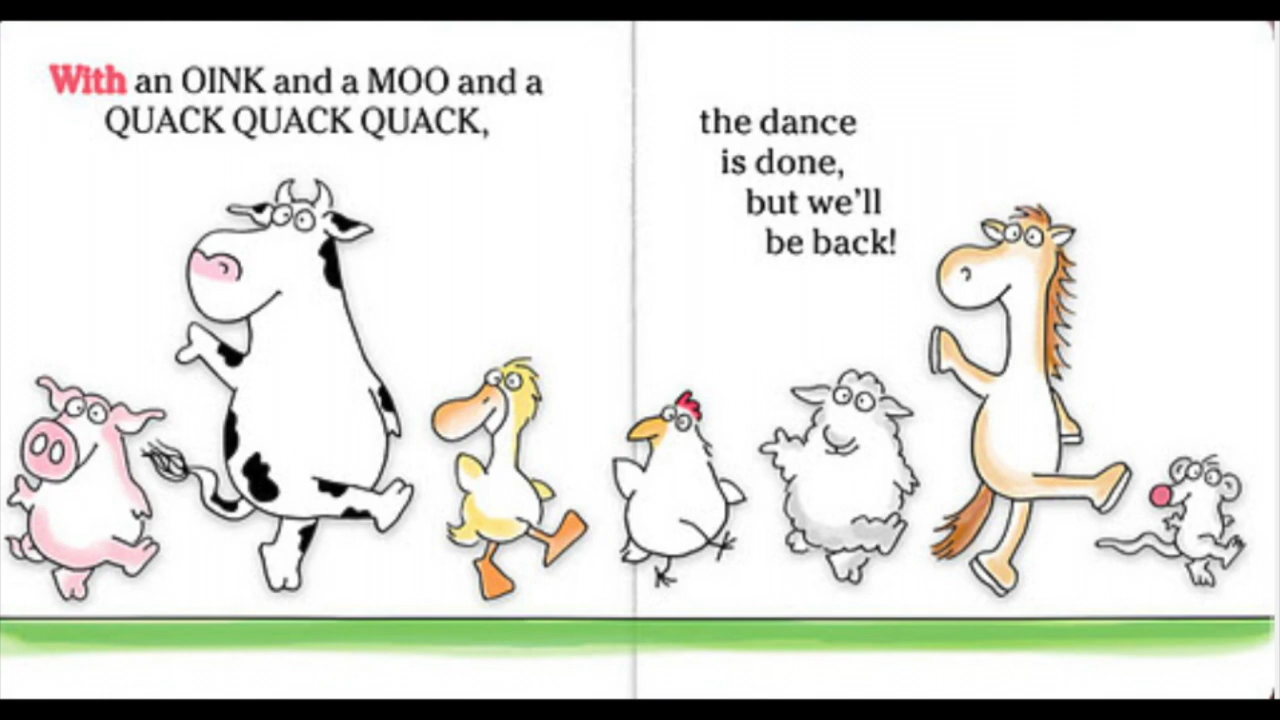 With an OINK and a MOO and a
QUACK QUACK QUACK,
the dance
is done,
but we'll
be back!